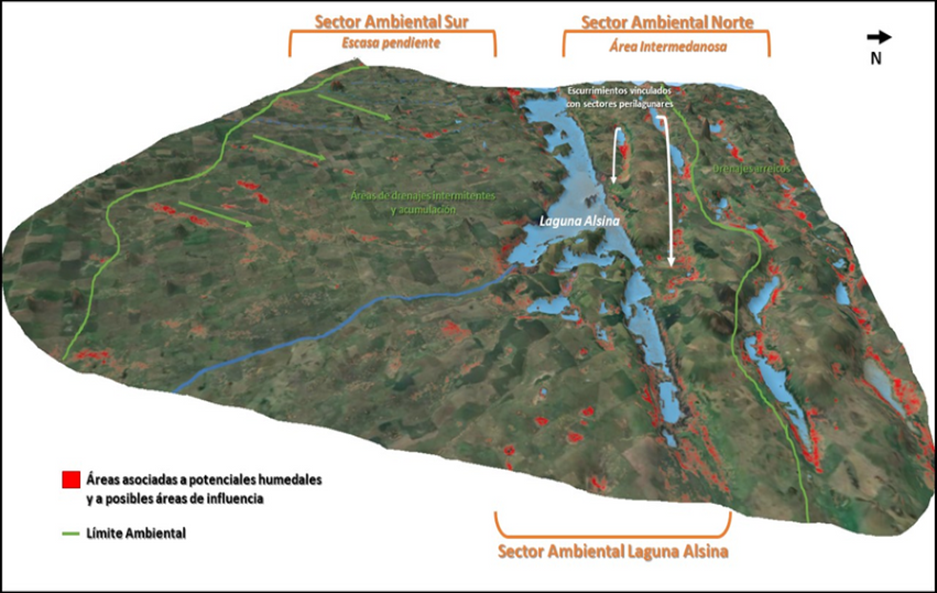 Sector Ambiental Sur
Escasa pendiente
Sector Ambiental Norte
Área Intermedanosa
N
Escurrimientos vinculados
con sectores perilagunares
Drenajes arreicos
Áreas de drenajes intermitentes
y acumulación
Laguna Alsina
Áreas asociadas a potenciales humedales
y a posibles áreas de influencia
Límite Ambiental
Sector Ambiental Laguna Alsina